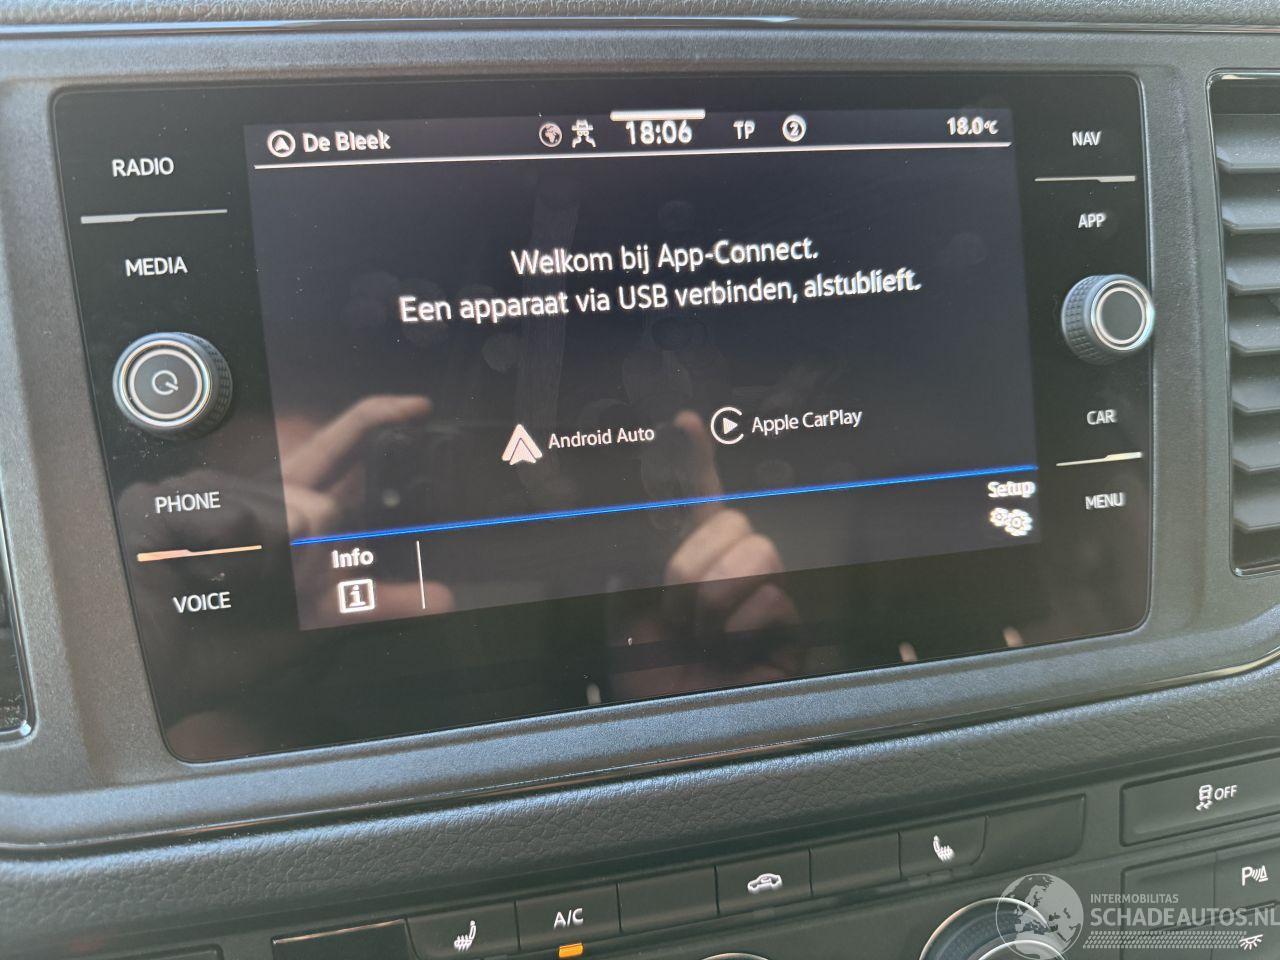 De Bleek
18:06
TP
2
18.0°C
RADIO
MEDIA
PHONE
VOICE
NAV
APP
CAR
MENU
Welkom bij App-Connect.
Een apparaat via USB verbinden, alstublieft.
Android Auto
Apple CarPlay
Setup
Info
i
OFF
A/C
P
INTERMOBILITAS
SCHADEAUTOS.NL